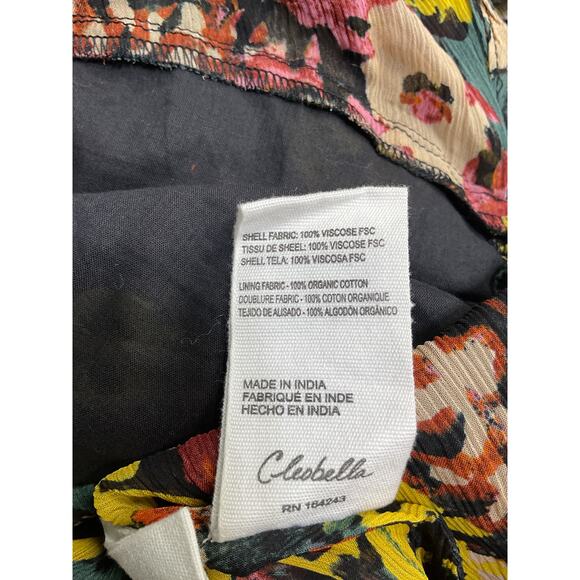 SHELL FABRIC: 100% VISCOSE FSC
TISSU DE SHEEL: 100% VISCOSE FSC
SHELL TELA: 100% VISCOSA FSC
LINING FABRIC - 100% ORGANIC COTTON
DOUBLURE FABRIC - 100% COTON ORGANIQUE
TEJIDO DE ALISADO - 100% ALGODÓN ORGÁNICO
MADE IN INDIA
FABRIQUÉ EN INDE
HECHO EN INDIA
Cleobella
RN 164243